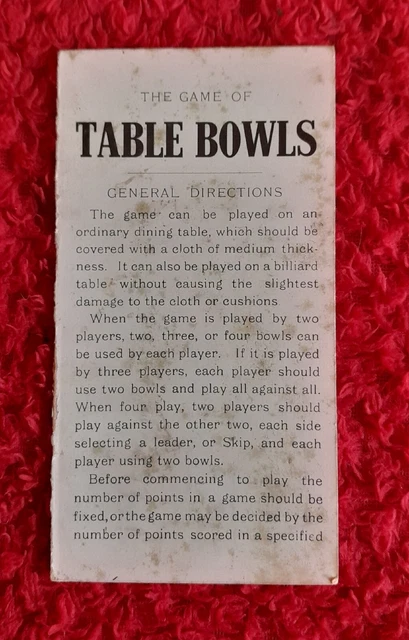 THE GAME OF
TABLE BOWLS
GENERAL DIRECTIONS
The game can be played on an
ordinary dining table, which should be
covered with a cloth of medium thick-
ness. It can also be played on a billiard
table without causing the slightest
damage to the cloth or cushions
When the game is played by two
players, two, three, or four bowls can
be used by each player. If it is played
by three players, each player should
use two bowls and play all against all.
When four play, two players should
play against the other two, each side
selecting a leader, or Skip, and each
player using two bowls.
Before commencing to play the
number of points in a game should be
fixed, or the game may be decided by the
number of points scored in a specified